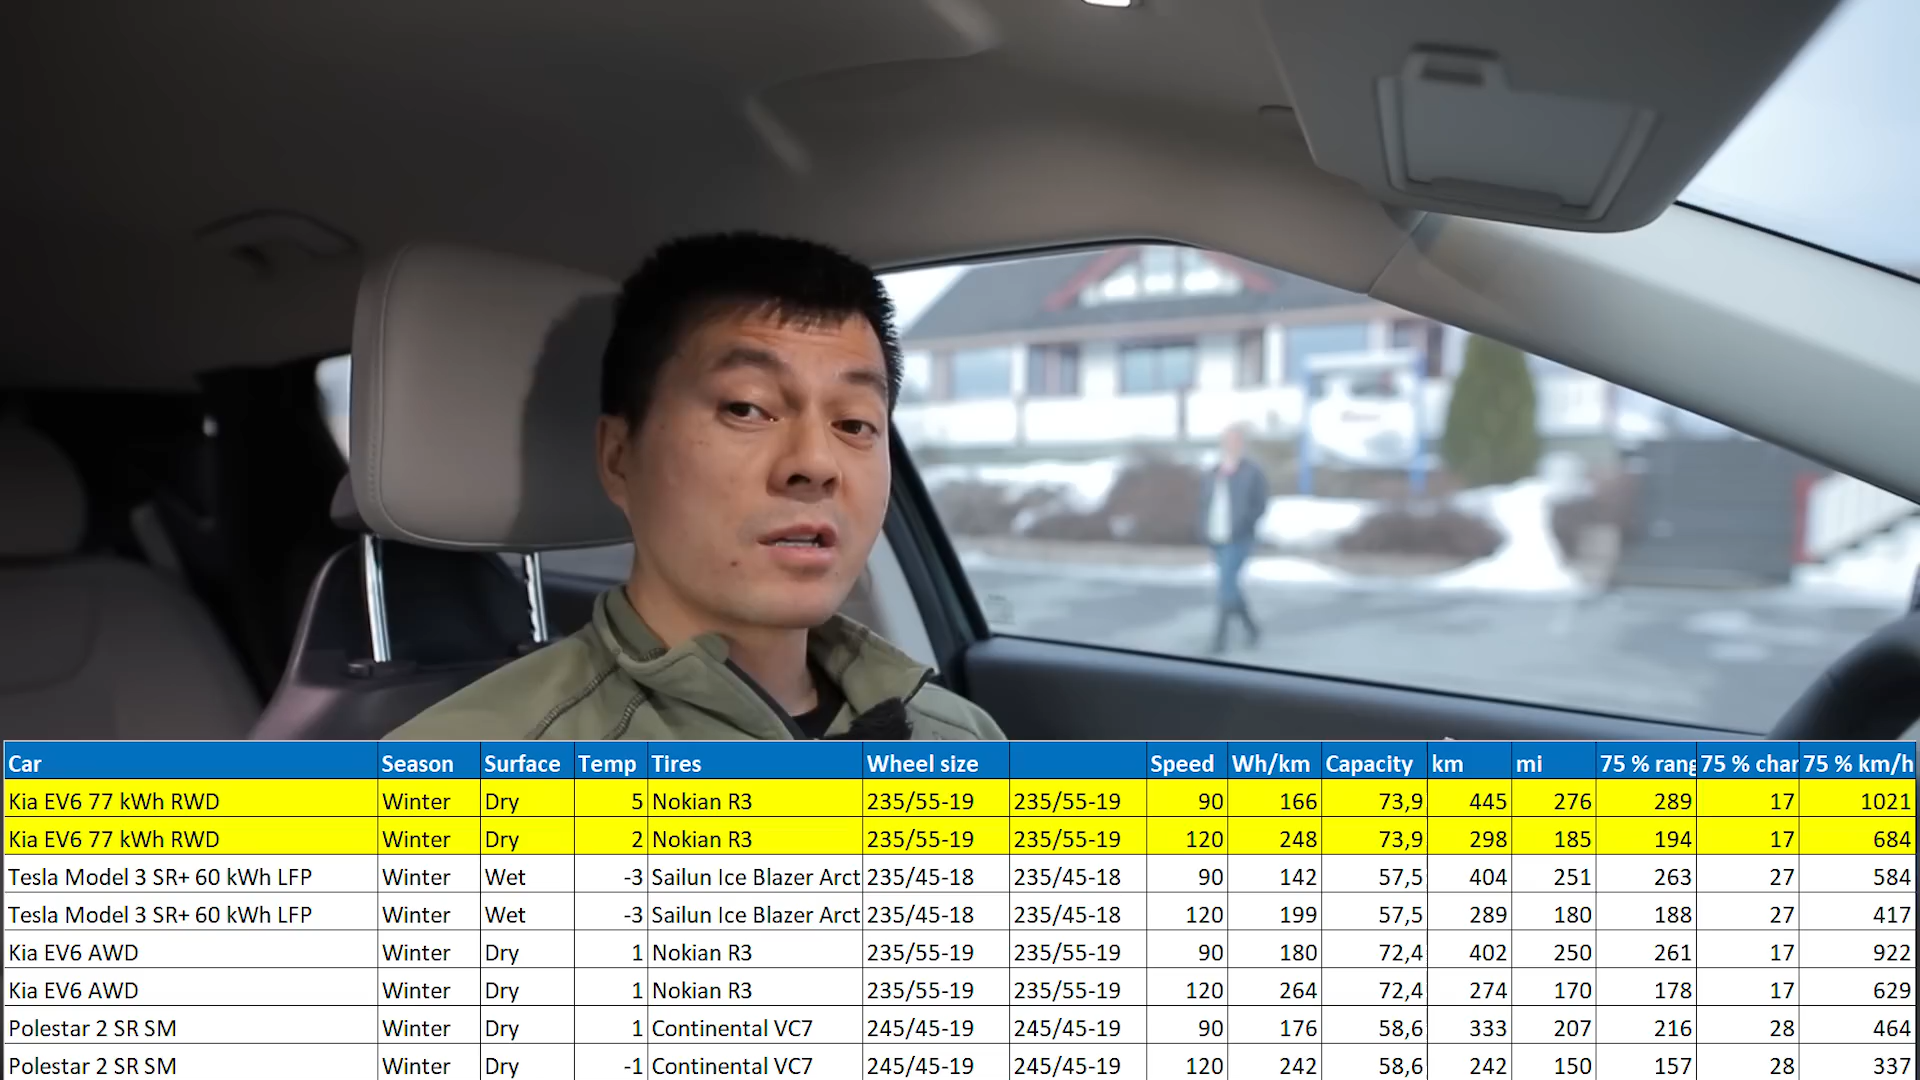 Car Season Surface Temp Tires Wheel size Speed Wh/km Capacity km mi 75 % rang 75 % char 75 % km/h
Kia EV6 77 kWh RWD Winter Dry 5 Nokian R3 235/55-19 235/55-19 90 166 73,9 445 276 289 17 1021
Kia EV6 77 kWh RWD Winter Dry 2 Nokian R3 235/55-19 235/55-19 120 248 73,9 298 185 194 17 684
Tesla Model 3 SR+ 60 kWh LFP Winter Wet -3 Sailun Ice Blazer Arct 235/45-18 235/45-18 90 142 57,5 404 251 263 27 584
Tesla Model 3 SR+ 60 kWh LFP Winter Wet -3 Sailun Ice Blazer Arct 235/45-18 235/45-18 120 199 57,5 289 180 188 27 417
Kia EV6 AWD Winter Dry 1 Nokian R3 235/55-19 235/55-19 90 180 72,4 402 250 261 17 922
Kia EV6 AWD Winter Dry 1 Nokian R3 235/55-19 235/55-19 120 264 72,4 274 170 178 17 629
Polestar 2 SR SM Winter Dry 1 Continental VC7 245/45-19 245/45-19 90 176 58,6 333 207 216 28 464
Polestar 2 SR SM Winter Dry -1 Continental VC7 245/45-19 245/45-19 120 242 58,6 242 150 157 28 337